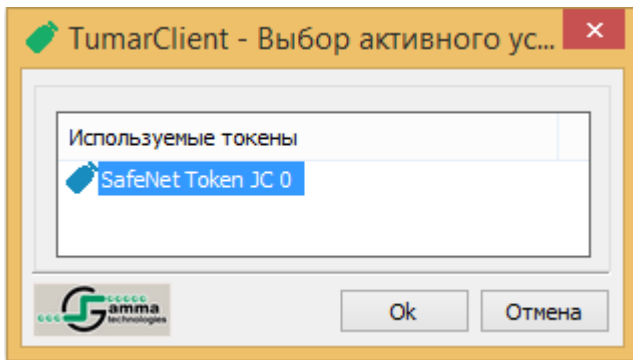 TumarClient - Выбор активного ус...
Используемые токены
SafeNet Token JC 0
Gamma
technologies
Ok
Отмена